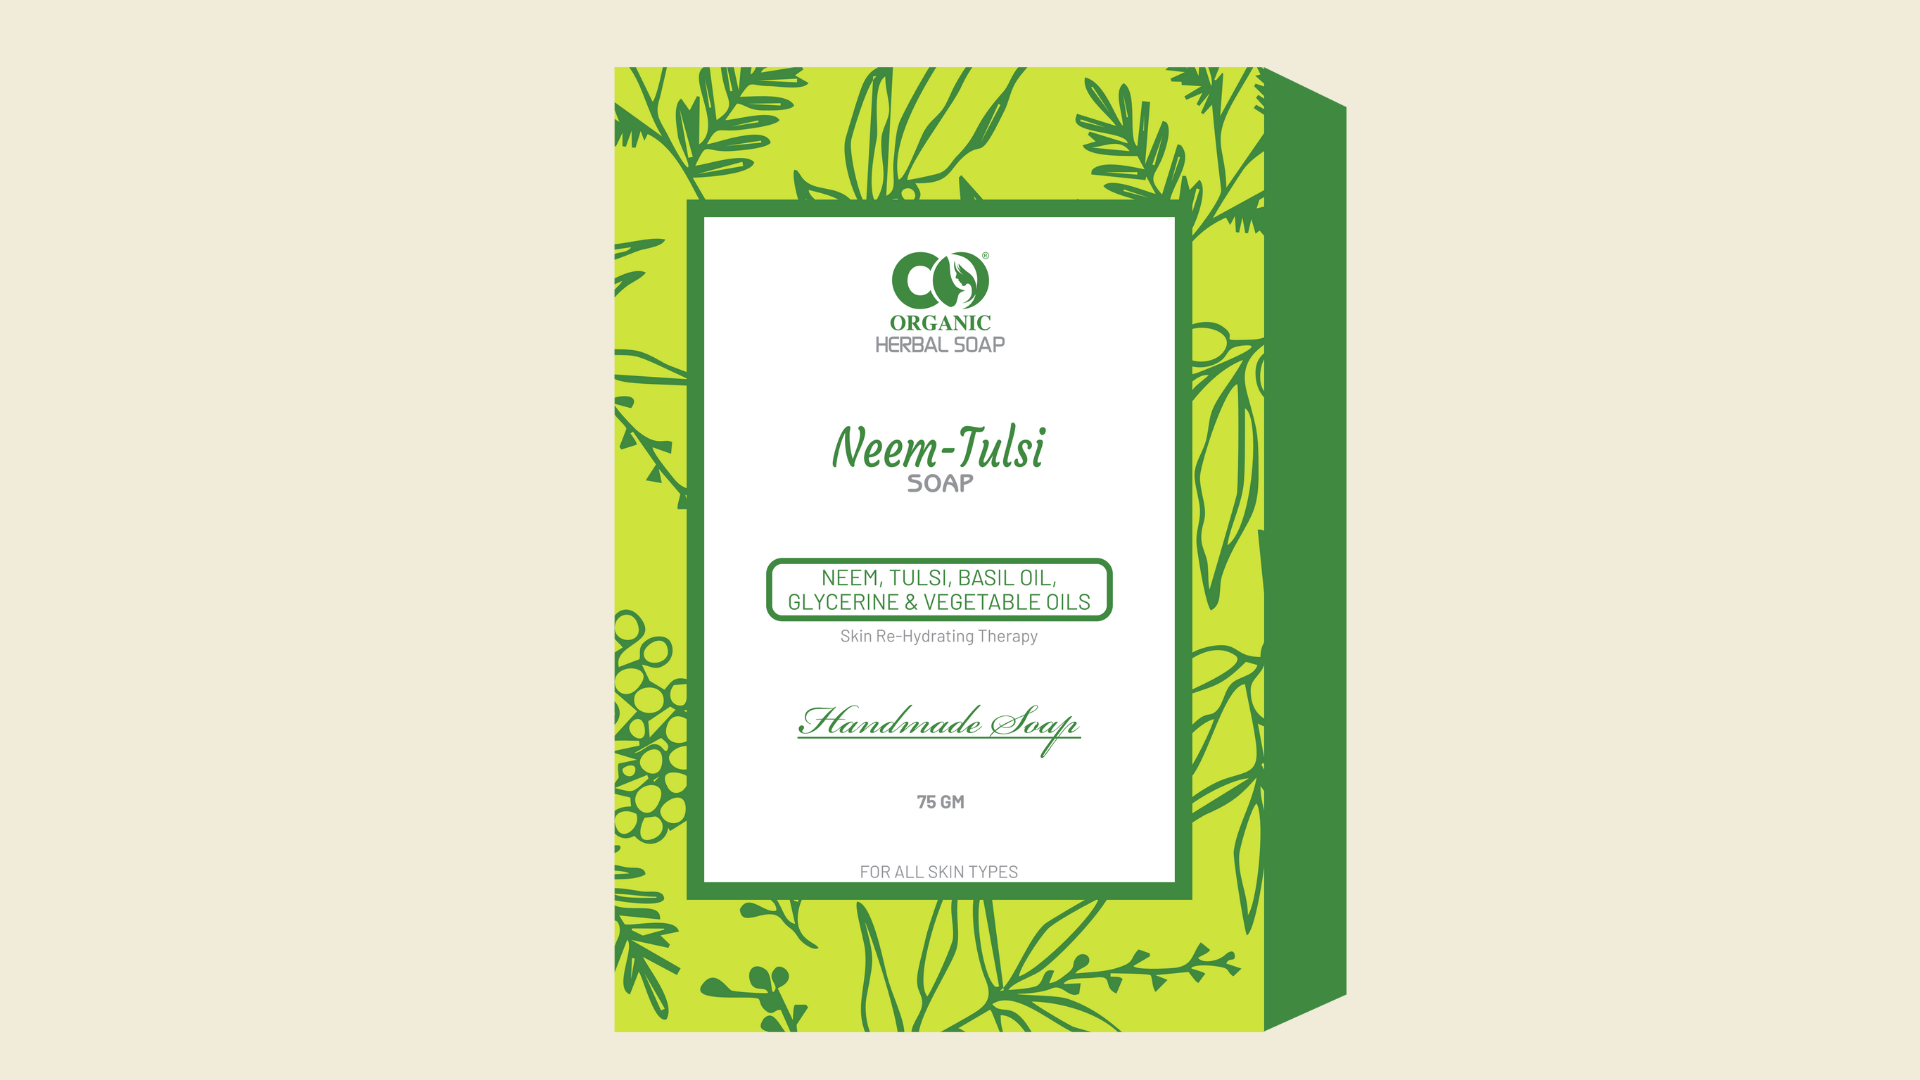 CO®
ORGANIC
HERBAL SOAP
Neem-Tulsi
SOAP
NEEM, TULSI, BASIL OIL,
GLYCERINE & VEGETABLE OILS
Skin Re-Hydrating Therapy
Handmade Soap
75 GM
FOR ALL SKIN TYPES